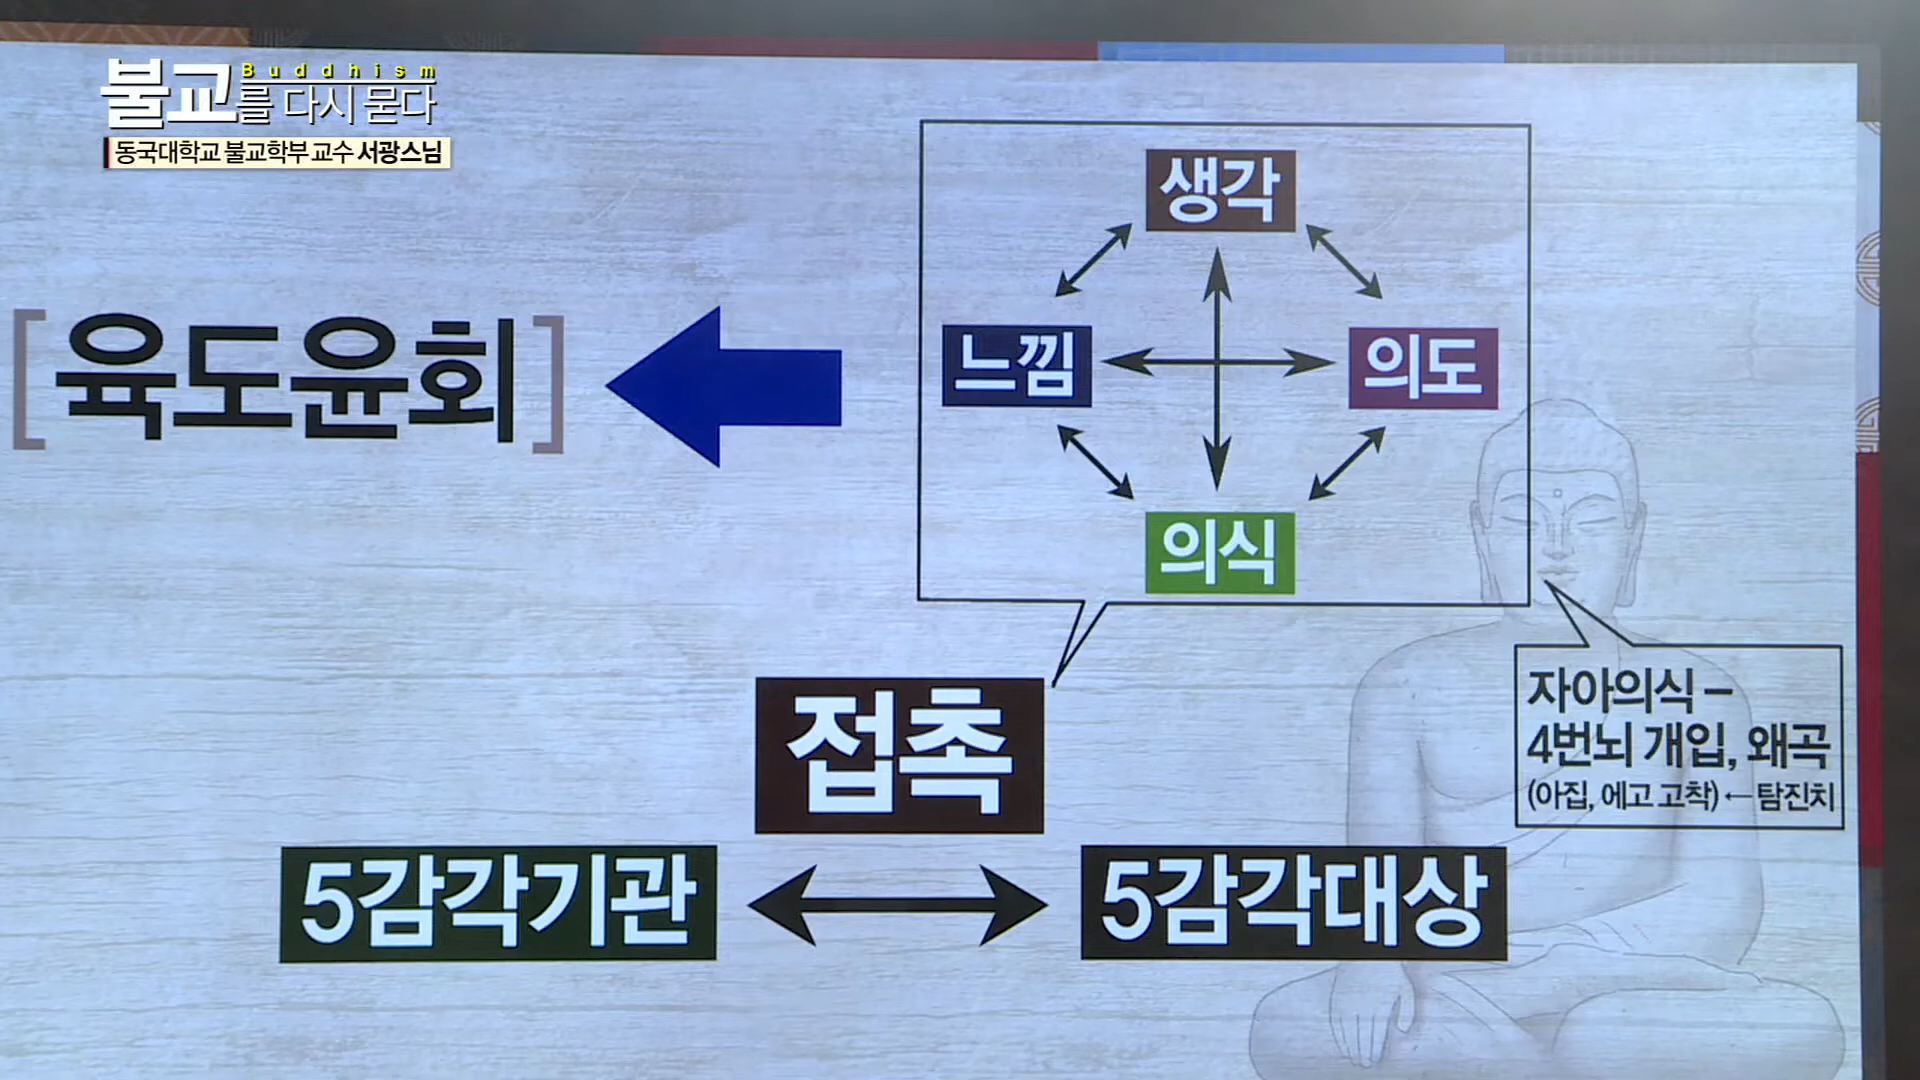 Buddhism
불교를 다시 묻다
동국대학교 불교학부 교수 서광스님
생각
[육도윤회]
느낌
의도
의식
자아의식 –
4번뇌 개입, 왜곡
(아집, 에고 고착) ← 탐진치
접촉
5감각기관
5감각대상